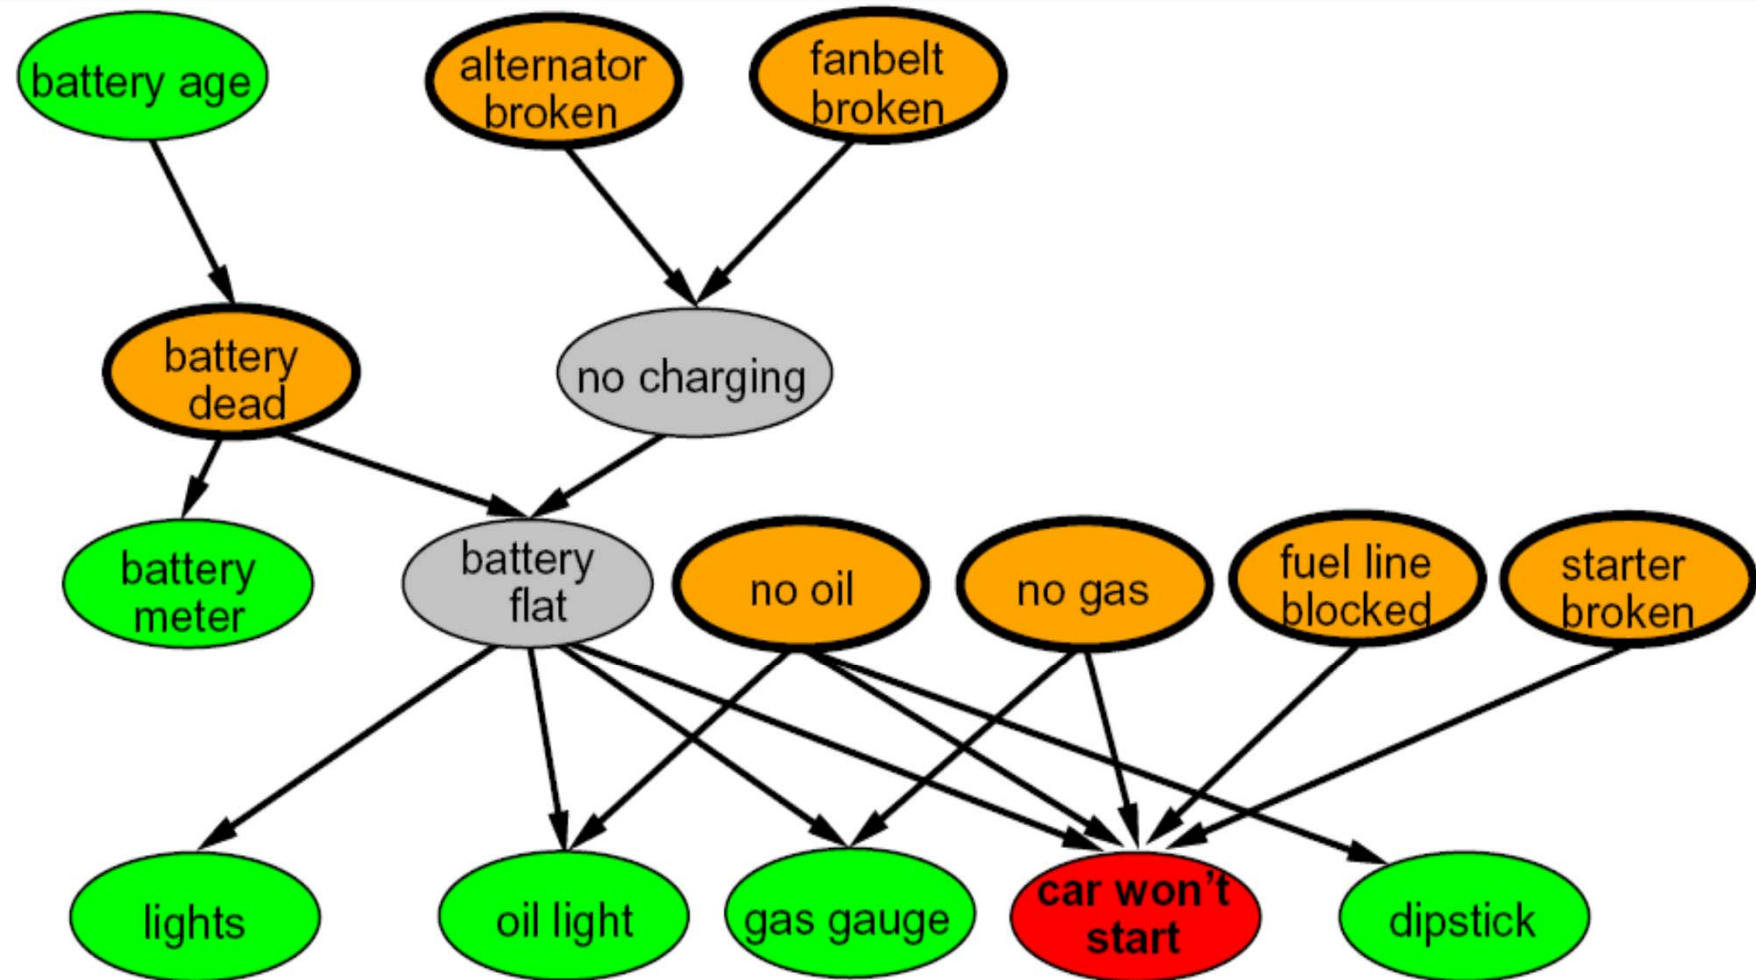 battery age
alternator
broken
fanbelt
broken
battery
dead
no charging
battery
meter
battery
flat
no oil
no gas
fuel line
blocked
starter
broken
lights
oil light
gas gauge
car won't
start
dipstick